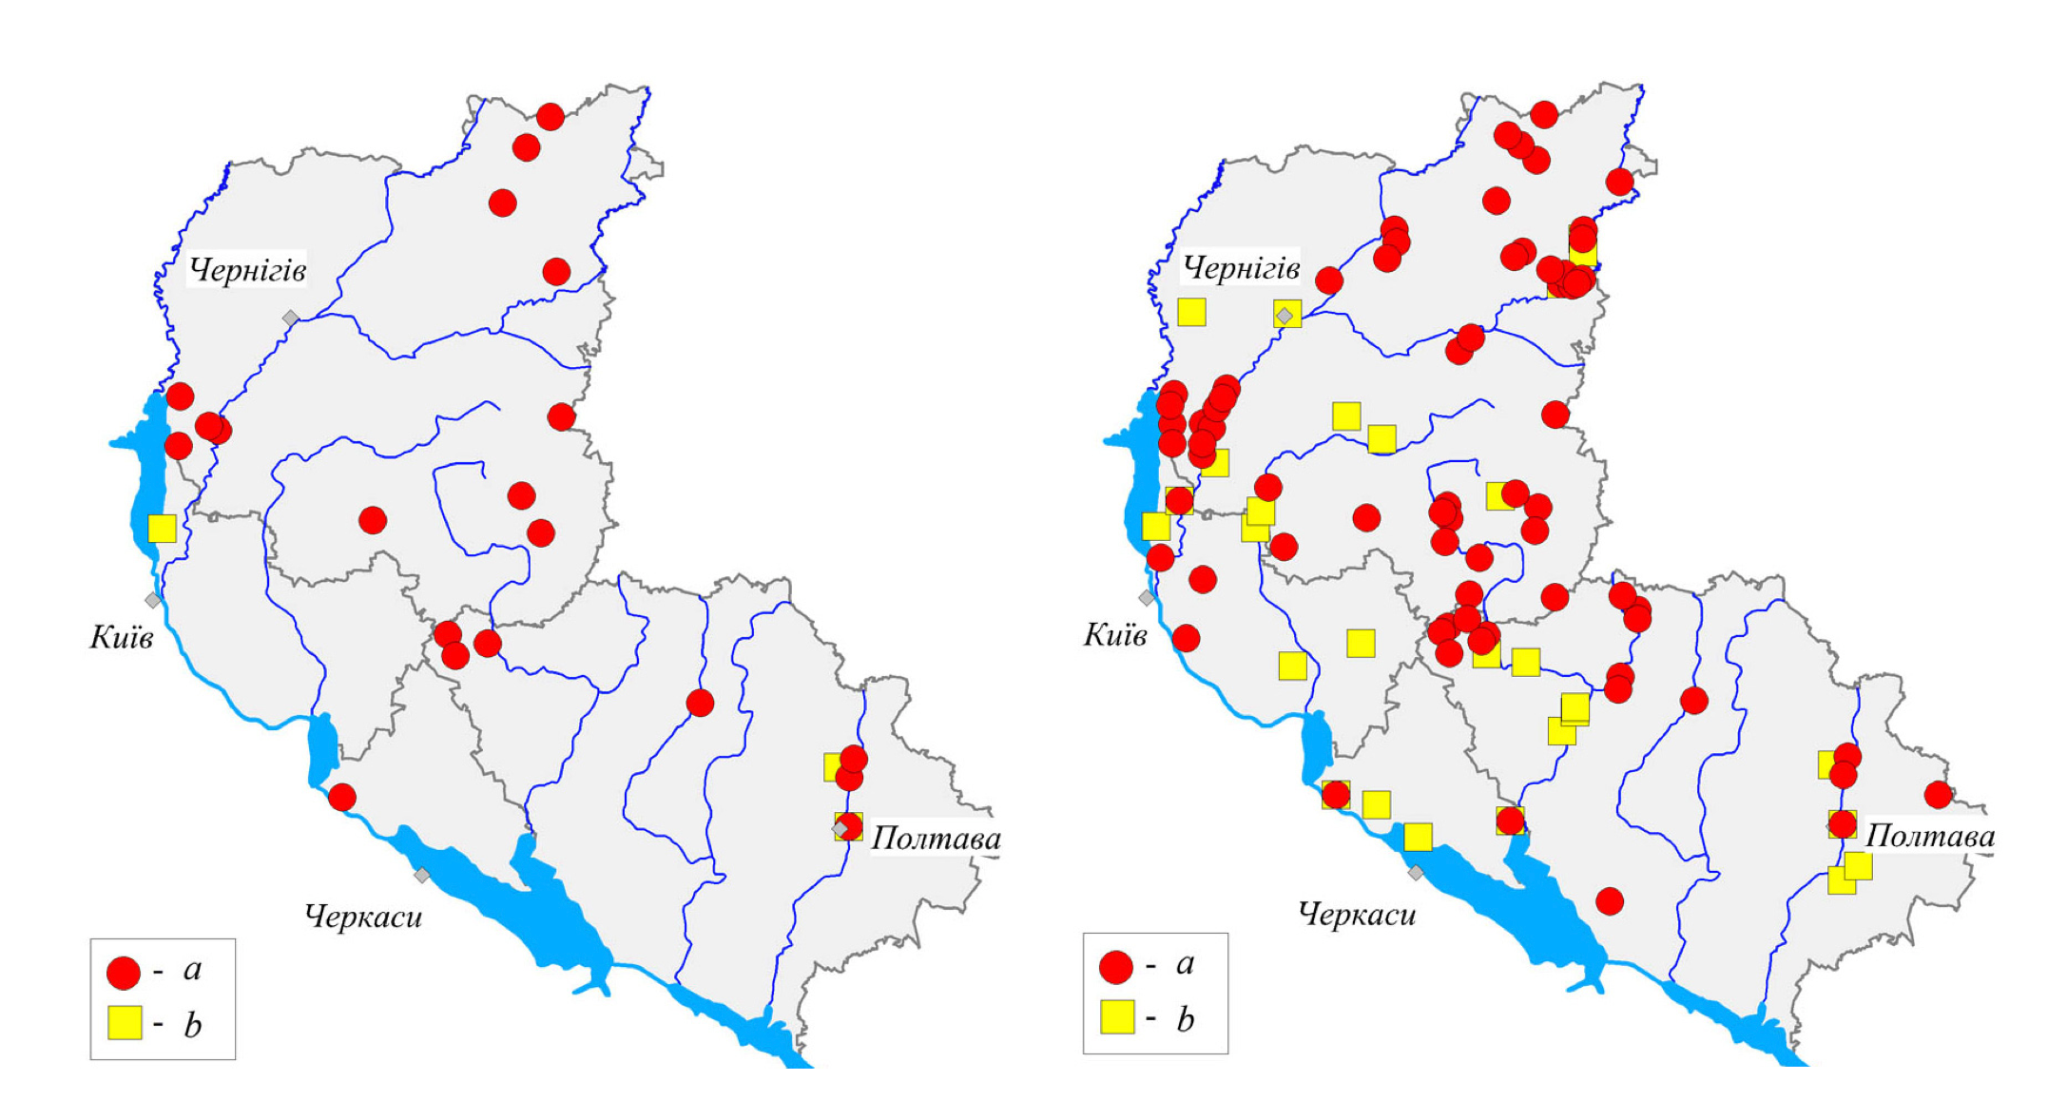 Чернігів
Київ
Полтава
Черкаси
- a
- b
Чернігів
Київ
Полтава
Черкаси
- a
- b